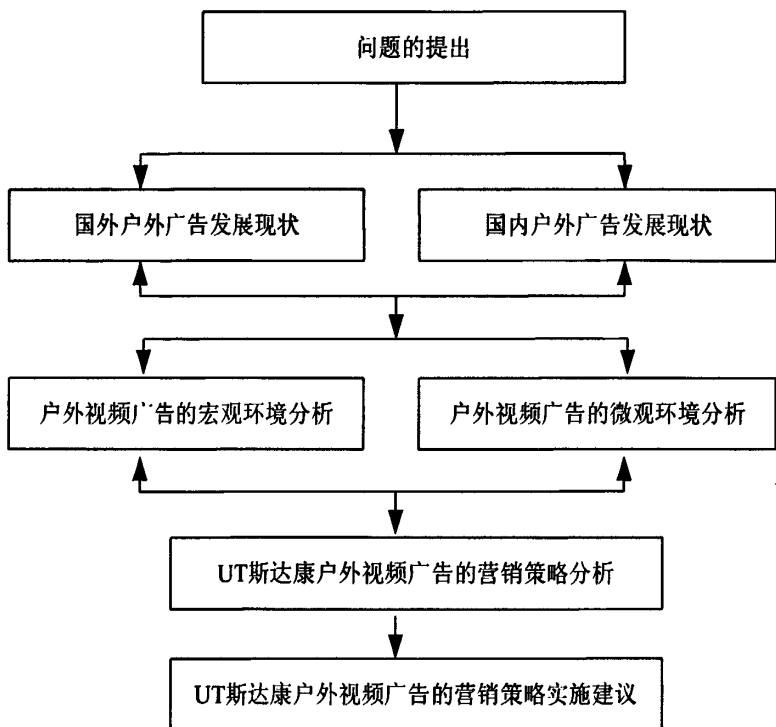 问题的提出
国外户外广告发展现状
国内户外广告发展现状
户外视频广告的宏观环境分析
户外视频广告的微观环境分析
UT斯达康户外视频广告的营销策略分析
UT斯达康户外视频广告的营销策略实施建议